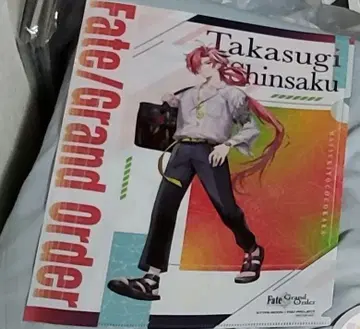 Fate/Grand Order
Takasugi
Shinsaku
Fate Grand Order